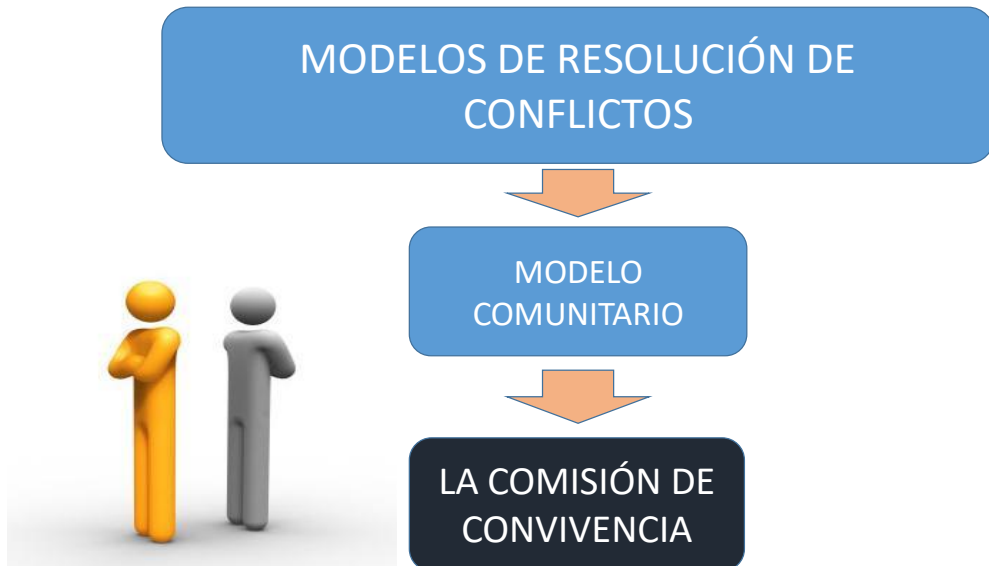 MODELOS DE RESOLUCIÓN DE
CONFLICTOS
MODELO
COMUNITARIO
LA COMISIÓN DE
CONVIVENCIA